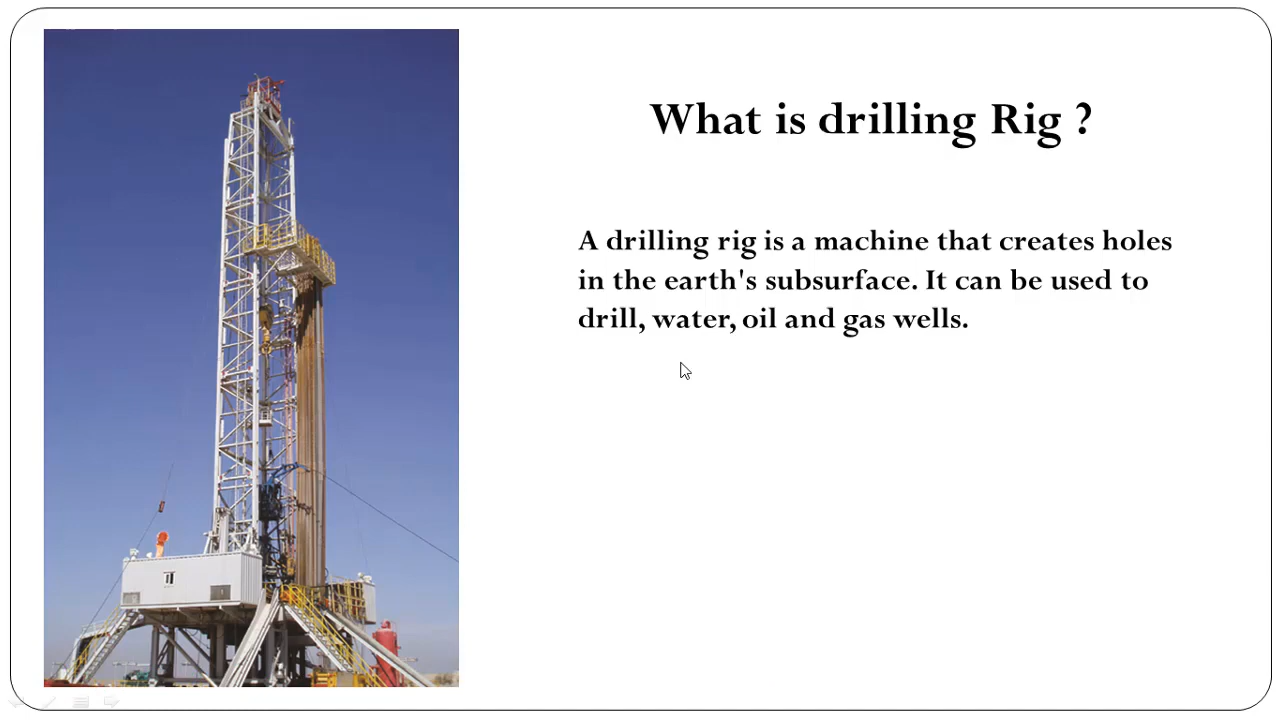 What is drilling Rig ?
A drilling rig is a machine that creates holes
in the earth's subsurface. It can be used to
drill, water, oil and gas wells.